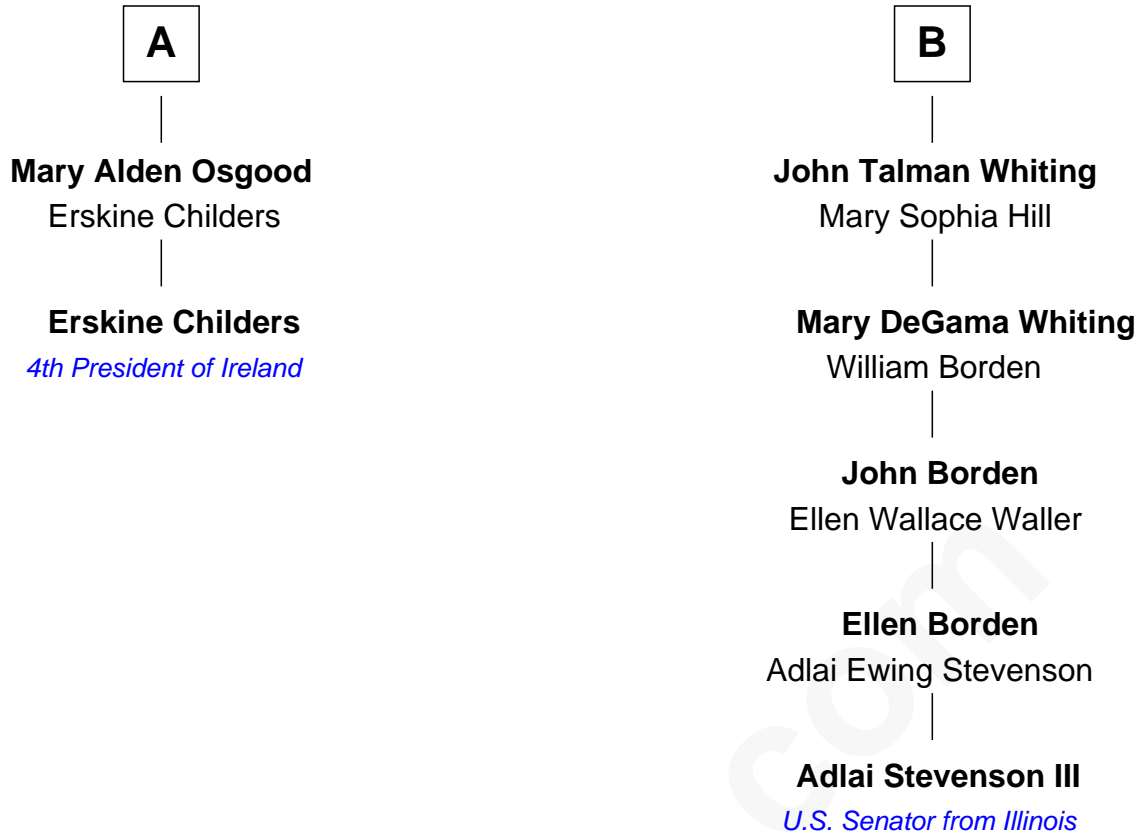 A
Mary Alden Osgood
Erskine Childers
Erskine Childers
4th President of Ireland
B
John Talman Whiting
Mary Sophia Hill
Mary DeGama Whiting
William Borden
John Borden
Ellen Wallace Waller
Ellen Borden
Adlai Ewing Stevenson
Adlai Stevenson III
U.S. Senator from Illinois
com